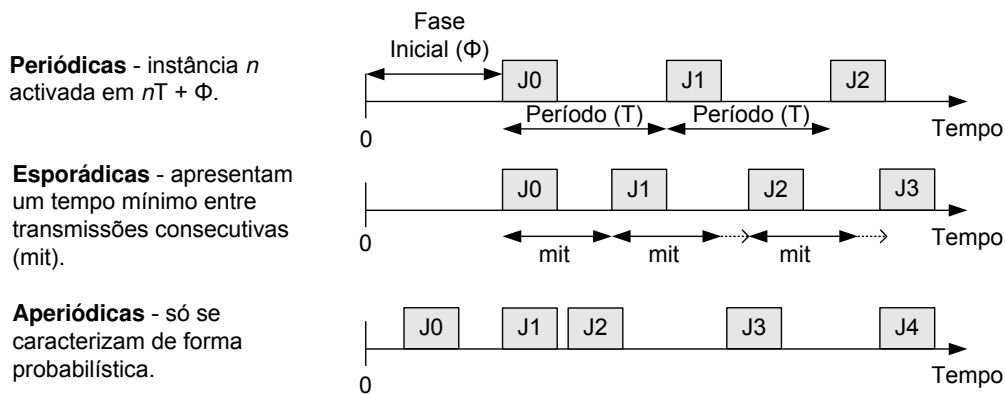 Periódicas - instância n
activada em nT + Φ.
Fase
Inicial (Φ)
J0
J1
J2
Período (T)
Período (T)
0
Tempo
Esporádicas - apresentam
um tempo mínimo entre
transmissões consecutivas
(mit).
J0
J1
J2
J3
0
mit
mit
mit
Tempo
Aperiódicas - só se
caracterizam de forma
probabilística.
J0
J1
J2
J3
J4
0
Tempo